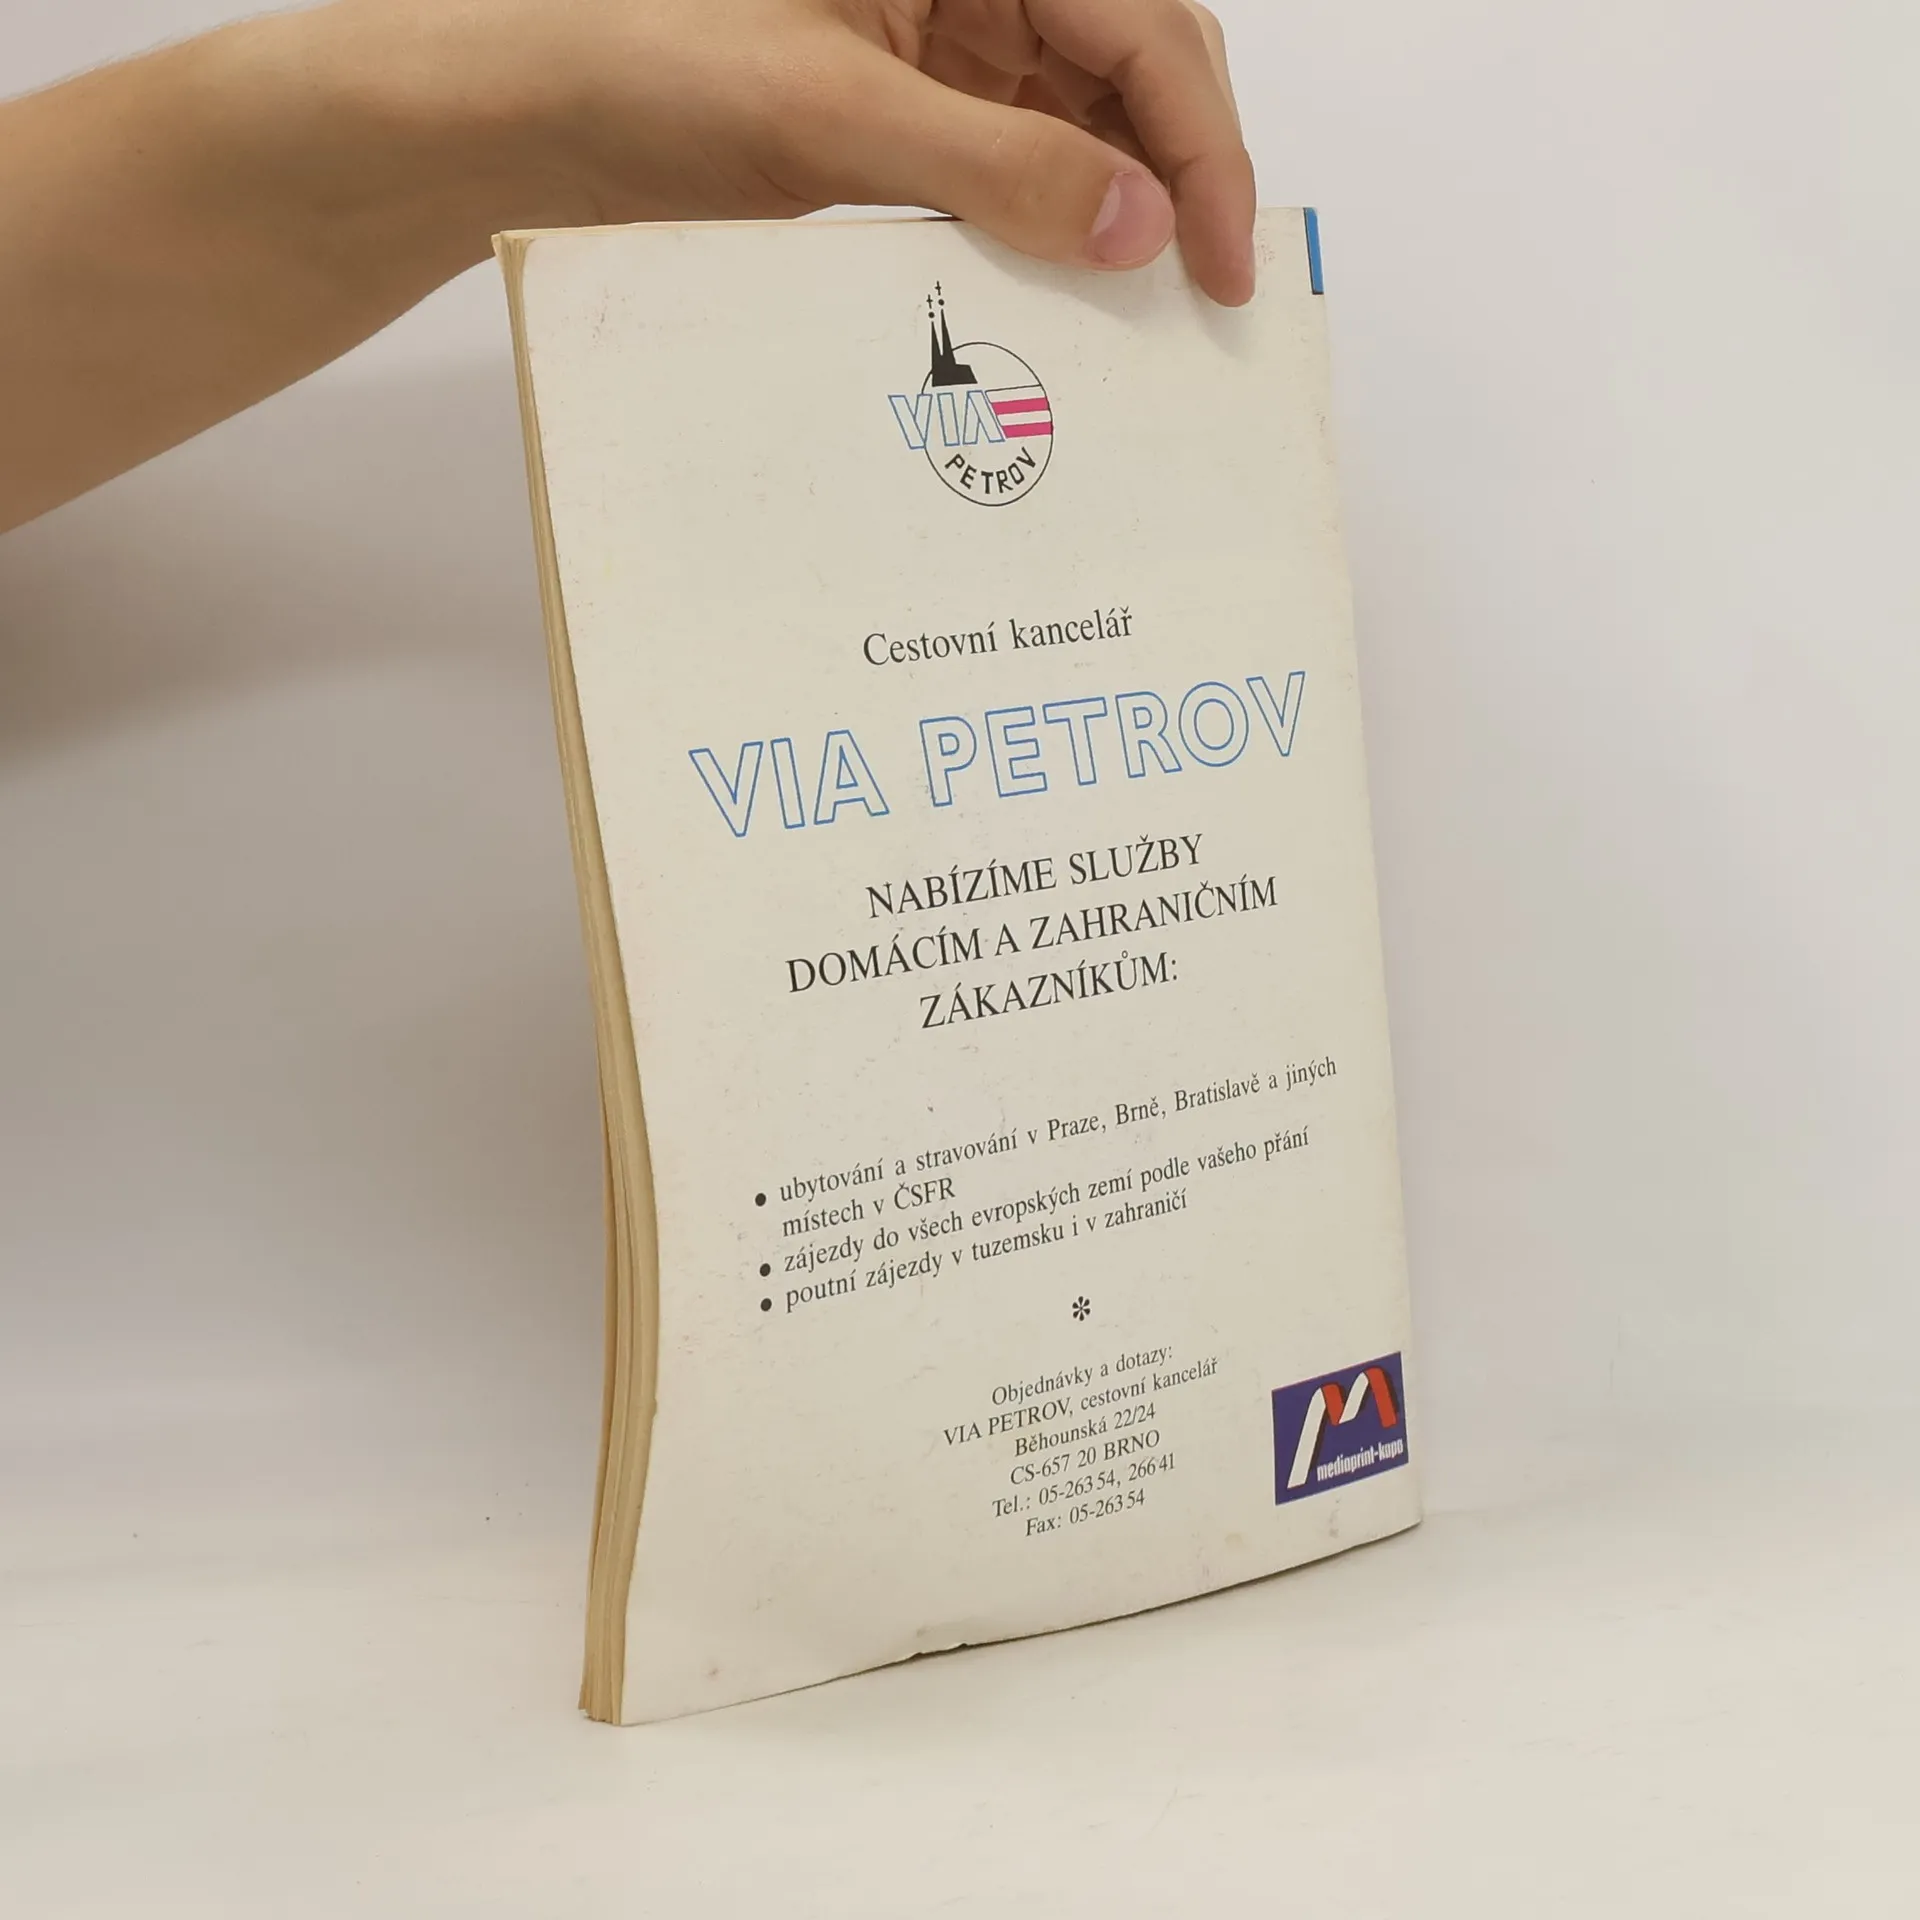 VIA
PETROV
Cestovní kancelář
VIA PETROV
NABÍZÍME SLUŽBY
DOMÁCÍM A ZAHRANIČNÍM
ZÁKAZNÍKŮM:
● ubytování a stravování v Praze, Brně, Bratislavě a jiných
místech v ČSFR
● zájezdy do všech evropských zemí podle vašeho přání
● poutní zájezdy v tuzemsku i v zahraničí
*
Objednávky a dotazy:
VIA PETROV, cestovní kancelář
Běhounská 22/24
CS-657 20 BRNO
Tel.: 05-263 54, 266 41
Fax: 05-263 54
mediaprint-kapa